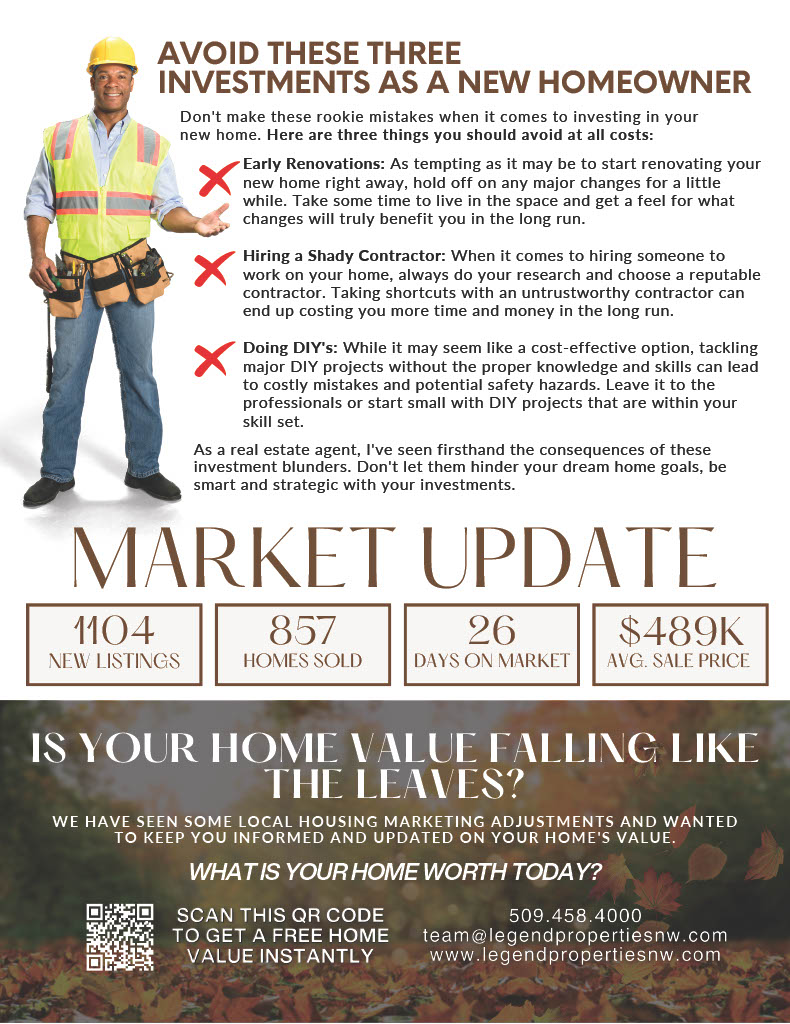 AVOID THESE THREE
INVESTMENTS AS A NEW HOMEOWNER
Don't make these rookie mistakes when it comes to investing in your
new home. Here are three things you should avoid at all costs:
Early Renovations: As tempting as it may be to start renovating your
new home right away, hold off on any major changes for a little
while. Take some time to live in the space and get a feel for what
changes will truly benefit you in the long run.
Hiring a Shady Contractor: When it comes to hiring someone to
work on your home, always do your research and choose a reputable
contractor. Taking shortcuts with an untrustworthy contractor can
end up costing you more time and money in the long run.
Doing DIY's: While it may seem like a cost-effective option, tackling
major DIY projects without the proper knowledge and skills can lead
to costly mistakes and potential safety hazards. Leave it to the
professionals or start small with DIY projects that are within your
skill set.
As a real estate agent, I've seen firsthand the consequences of these
investment blunders. Don't let them hinder your dream home goals, be
smart and strategic with your investments.
MARKET UPDATE
1104
NEW LISTINGS
857
HOMES SOLD
26
DAYS ON MARKET
$489K
AVG. SALE PRICE
IS YOUR HOME VALUE FALLING LIKE
THE LEAVES?
WE HAVE SEEN SOME LOCAL HOUSING MARKETING ADJUSTMENTS AND WANTED
TO KEEP YOU INFORMED AND UPDATED ON YOUR HOME'S VALUE.
WHAT IS YOUR HOME WORTH TODAY?
SCAN THIS QR CODE
TO GET A FREE HOME
VALUE INSTANTLY
509.458.4000
team@legendpropertiesnw.com
www.legendpropertiesnw.com